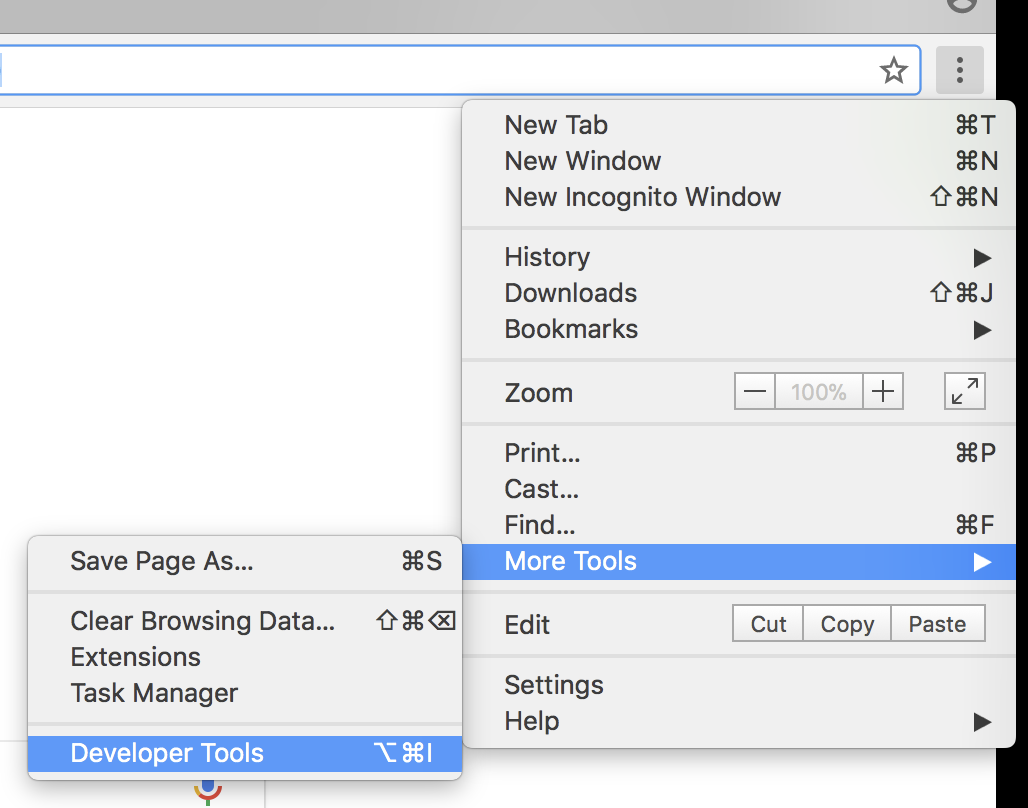 New Tab ⌘T
New Window ⌘N
New Incognito Window ⇧⌘N
History ▶
Downloads ⇧⌘J
Bookmarks ▶
Zoom — 100% +
Print... ⌘P
Cast...
Find... ⌘F
More Tools ▶
Edit Cut Copy Paste
Settings
Help ▶
Save Page As... ⌘S
Clear Browsing Data... ⇧⌘⌫
Extensions
Task Manager
Developer Tools ⌥⌘I